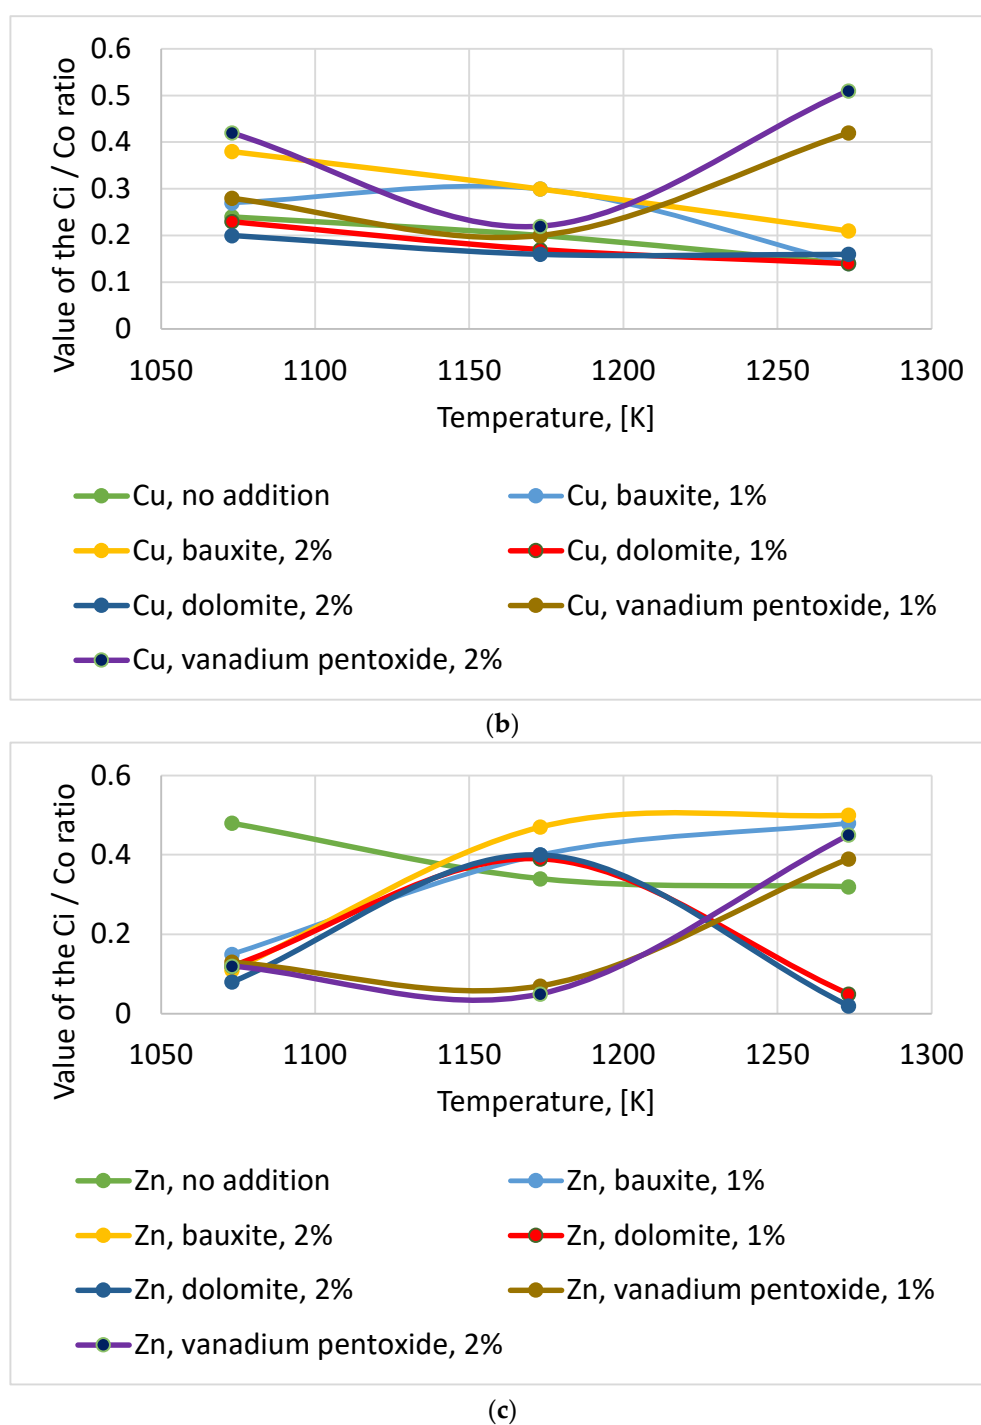 Value of the Ci / Co ratio
0.6
0.5
0.4
0.3
0.2
0.1
0
1050 1100 1150 1200 1250 1300
Temperature, [K]
Cu, no addition Cu, bauxite, 1%
Cu, bauxite, 2% Cu, dolomite, 1%
Cu, dolomite, 2% Cu, vanadium pentoxide, 1%
Cu, vanadium pentoxide, 2%
(b)
Value of the Ci / Co ratio
0.6
0.4
0.2
0
1050 1100 1150 1200 1250 1300
Temperature, [K]
Zn, no addition Zn, bauxite, 1%
Zn, bauxite, 2% Zn, dolomite, 1%
Zn, dolomite, 2% Zn, vanadium pentoxide, 1%
Zn, vanadium pentoxide, 2%
(c)